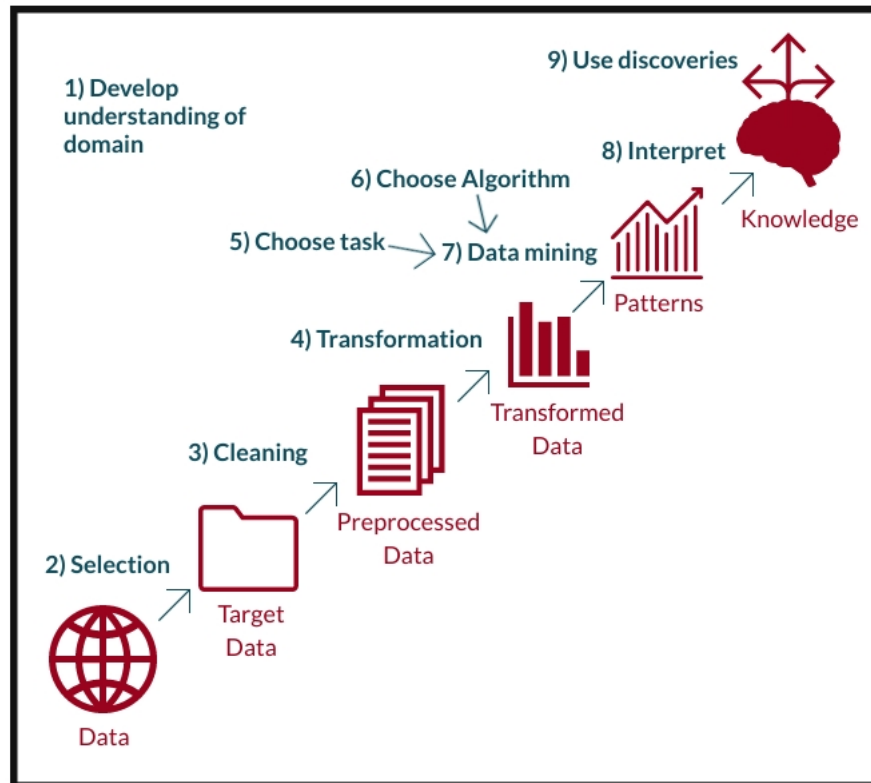 9) Use discoveries
1) Develop
understanding of
domain
8) Interpret
6) Choose Algorithm
Knowledge
5) Choose task
7) Data mining
Patterns
4) Transformation
Transformed
Data
3) Cleaning
Preprocessed
Data
2) Selection
Target
Data
Data